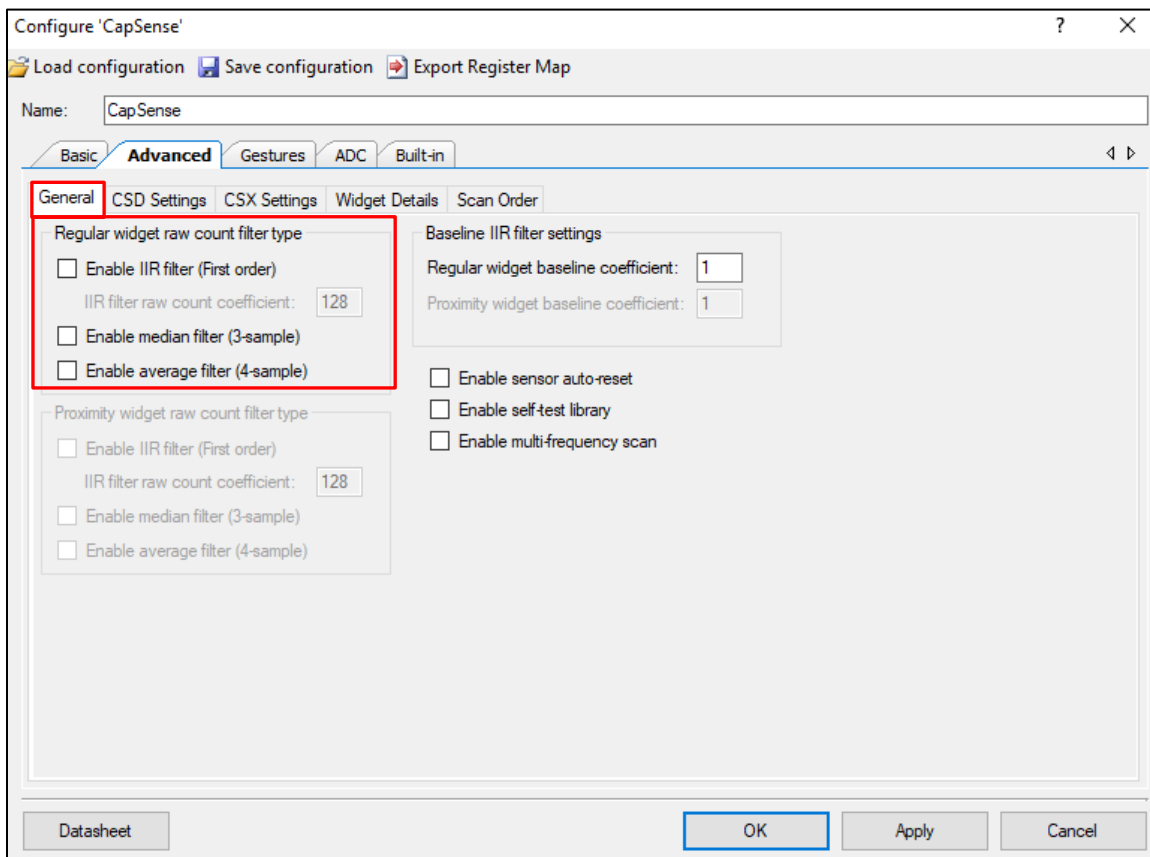 Configure 'CapSense'
?
Load configuration Save configuration Export Register Map
Name: CapSense
Basic Advanced Gestures ADC Built-in
General CSD Settings CSX Settings Widget Details Scan Order
Regular widget raw count filter type
Enable IIR filter (First order)
IIR filter raw count coefficient: 128
Enable median filter (3-sample)
Enable average filter (4-sample)
Proximity widget raw count filter type
Enable IIR filter (First order)
IIR filter raw count coefficient: 128
Enable median filter (3-sample)
Enable average filter (4-sample)
Baseline IIR filter settings
Regular widget baseline coefficient: 1
Proximity widget baseline coefficient: 1
Enable sensor auto-reset
Enable self-test library
Enable multi-frequency scan
Datasheet OK Apply Cancel